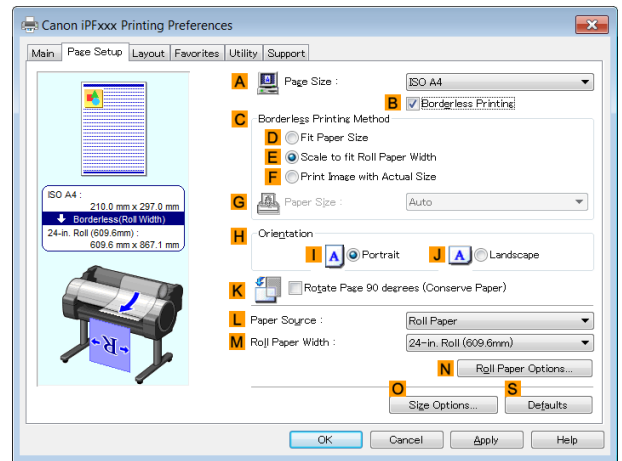 Canon iPFxxx Printing Preferences
Main Page Setup Layout Favorites Utility Support
A Page Size : ISO A4
B Borderless Printing
C Borderless Printing Method
D Fit Paper Size
E Scale to fit Roll Paper Width
F Print Image with Actual Size
G Paper Size : Auto
ISO A4 :
210.0 mm x 297.0 mm
Borderless(Roll Width)
24-in. Roll (609.6mm) :
609.6 mm x 867.1 mm
H Orientation
I A Portrait J A Landscape
K Rotate Page 90 degrees (Conserve Paper)
L Paper Source : Roll Paper
M Roll Paper Width : 24-in. Roll (609.6mm)
R
N Roll Paper Options...
O S
Size Options... Defaults
OK Cancel Apply Help